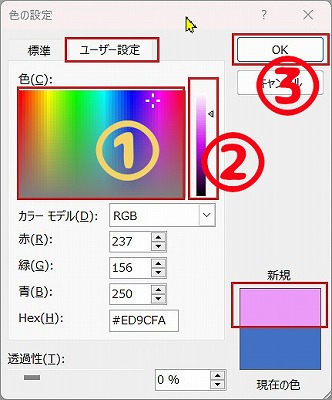 色の設定
?
標準
ユーザー設定
OK
キャンセル
色(C):
①
②
③
カラー モデル(D):
RGB
赤(R):
237
緑(G):
156
青(B):
250
Hex(H):
#ED9CFA
新規
透過性(T):
0 %
現在の色